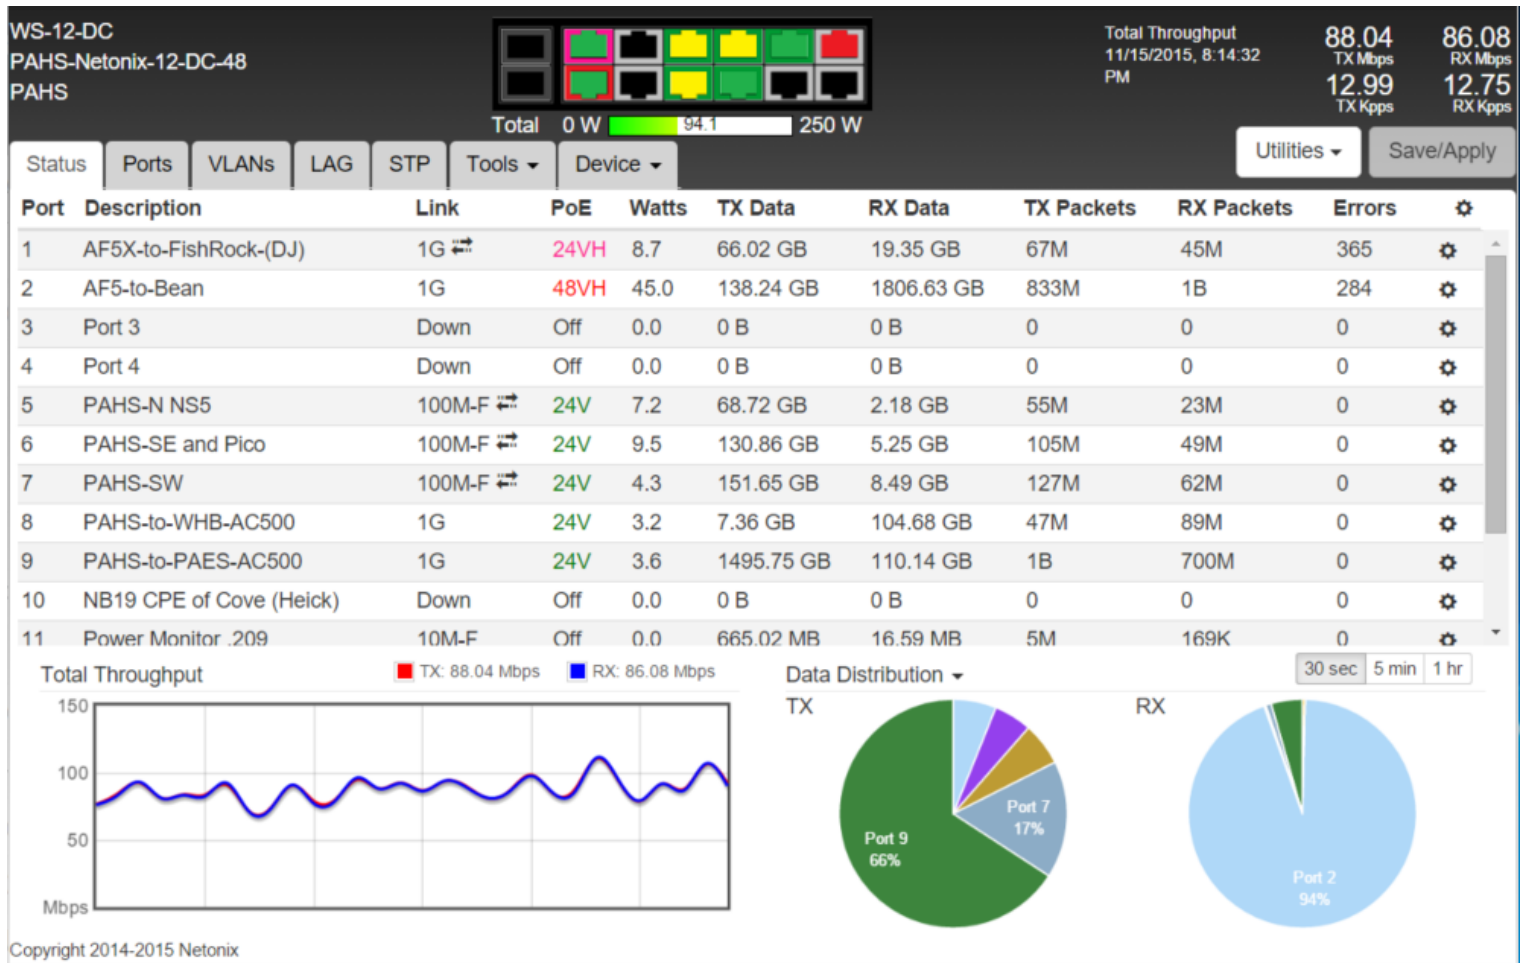 WS-12-DC
PAHS-Netonix-12-DC-48
PAHS
Total 0 W 94.1 250 W
Total Throughput
11/15/2015, 8:14:32
PM
88.04 86.08
TX Mbps RX Mbps
12.99 12.75
TX Kpps RX Kpps
Status Ports VLANs LAG STP Tools Device Utilities Save/Apply
Port Description Link PoE Watts TX Data RX Data TX Packets RX Packets Errors
1 AF5X-to-FishRock-(DJ) 1G 24VH 8.7 66.02 GB 19.35 GB 67M 45M 365
2 AF5-to-Bean 1G 48VH 45.0 138.24 GB 1806.63 GB 833M 1B 284
3 Port 3 Down Off 0.0 0 B 0 B 0 0 0
4 Port 4 Down Off 0.0 0 B 0 B 0 0 0
5 PAHS-N NS5 100M-F 24V 7.2 68.72 GB 2.18 GB 55M 23M 0
6 PAHS-SE and Pico 100M-F 24V 9.5 130.86 GB 5.25 GB 105M 49M 0
7 PAHS-SW 100M-F 24V 4.3 151.65 GB 8.49 GB 127M 62M 0
8 PAHS-to-WHB-AC500 1G 24V 3.2 7.36 GB 104.68 GB 47M 89M 0
9 PAHS-to-PAES-AC500 1G 24V 3.6 1495.75 GB 110.14 GB 1B 700M 0
10 NB19 CPE of Cove (Heick) Down Off 0.0 0 B 0 B 0 0 0
11 Power Monitor .209 10M-F Off 0.0 665.02 MB 16.59 MB 5M 169K 0
Total Throughput TX: 88.04 Mbps RX: 86.08 Mbps
150
100
50
Mbps
Data Distribution 30 sec 5 min 1 hr
TX RX
Port 7
17%
Port 9
66%
Port 2
94%
Copyright 2014-2015 Netonix